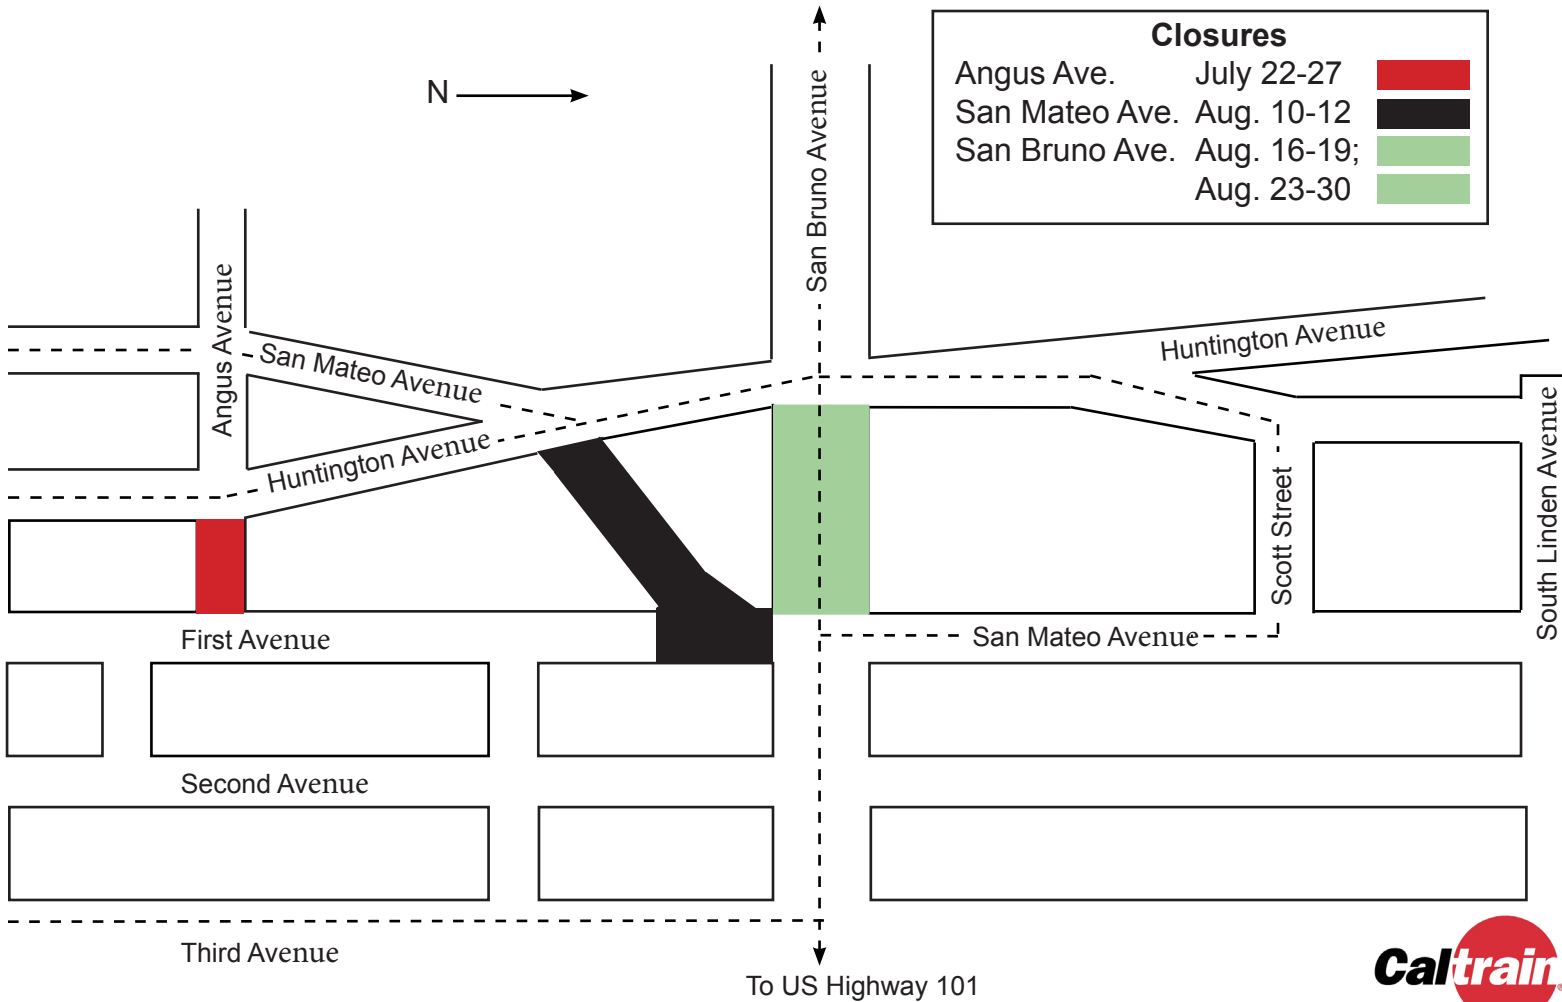 Closures
Angus Ave. July 22-27
San Mateo Ave. Aug. 10-12
San Bruno Ave. Aug. 16-19;
Aug. 23-30
N
San Bruno Avenue
Angus Avenue
San Mateo Avenue
Huntington Avenue
Huntington Avenue
South Linden Avenue
Scott Street
First Avenue
San Mateo Avenue
Second Avenue
Third Avenue
To US Highway 101
Caltrain